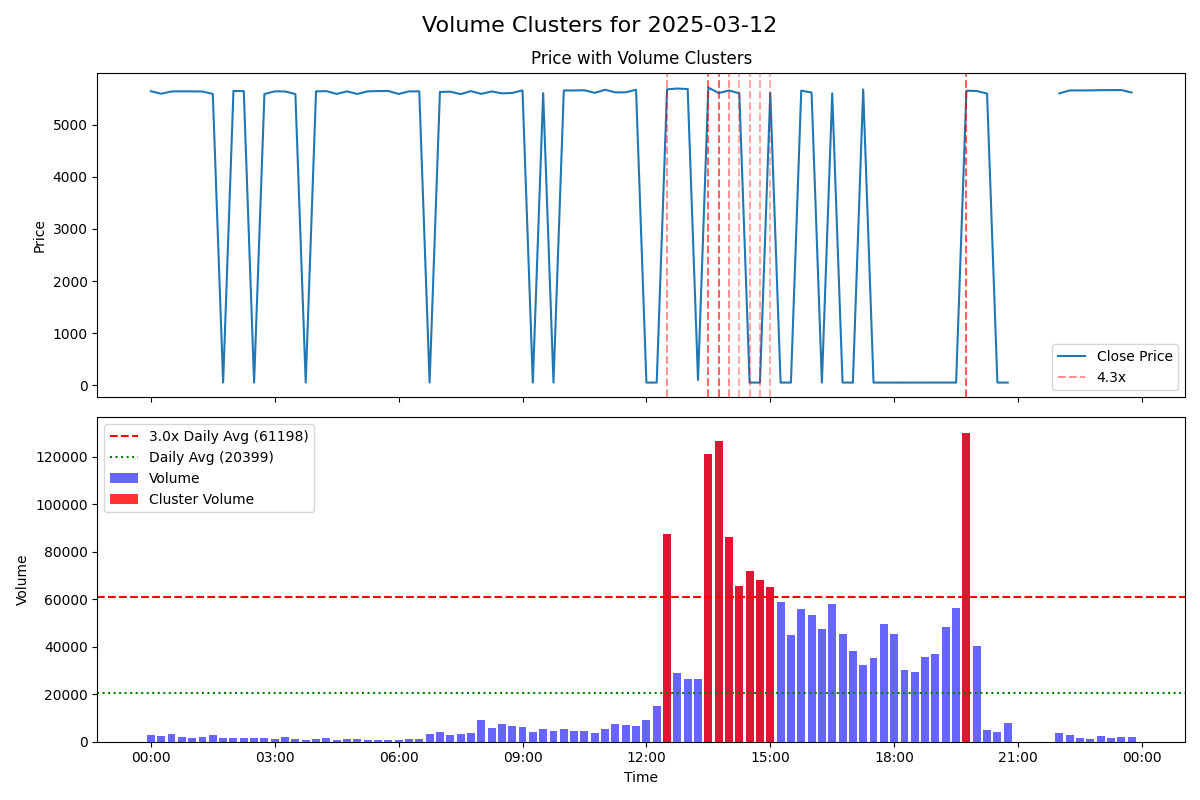 Volume Clusters for 2025-03-12
Price with Volume Clusters
Price
5000
4000
3000
2000
1000
0
Close Price
4.3x
Volume
120000
100000
80000
60000
40000
20000
0
3.0x Daily Avg (61198)
Daily Avg (20399)
Volume
Cluster Volume
00:00 03:00 06:00 09:00 12:00 15:00 18:00 21:00 00:00
Time